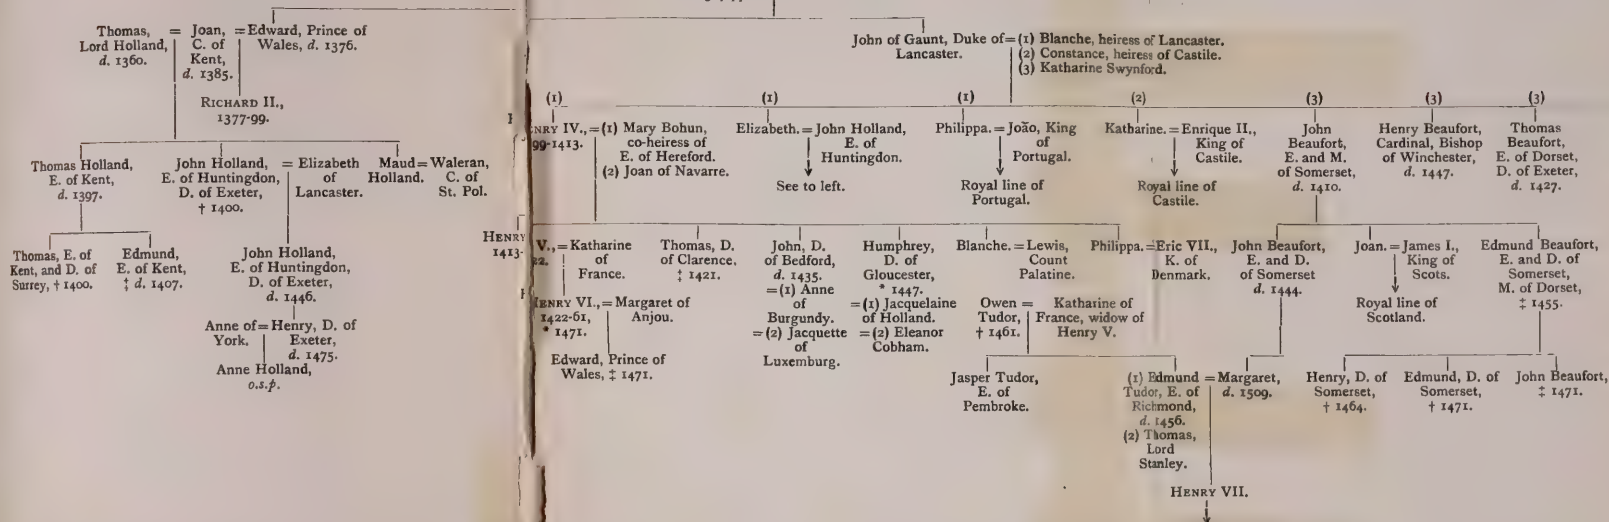 Thomas, = Joan, = Edward, Prince of
Lord Holland, C. of Wales, d. 1376.
d. 1360. Kent,
d. 1385.
RICHARD II.,
1377-99.
Thomas Holland,
E. of Kent,
d. 1397.
John Holland, = Elizabeth
E. of Huntingdon, of
D. of Exeter, Lancaster.
† 1400.
Maud = Waleran,
Holland. C. of
St. Pol.
Thomas, E. of
Kent, and D. of
Surrey, † 1400.
Edmund,
E. of Kent,
‡ d. 1407.
John Holland,
E. of Huntingdon,
D. of Exeter,
d. 1446.
Anne of = Henry, D. of
York. Exeter,
d. 1475.
Anne Holland,
o.s.p.
John of Gaunt, Duke of = (1) Blanche, heiress of Lancaster.
Lancaster. (2) Constance, heiress of Castile.
(3) Katharine Swynford.
(1) (1) (1) (2) (3) (3) (3)
NRY IV., = (1) Mary Bohun,
99-1413. co-heiress of
E. of Hereford.
(2) Joan of Navarre.
Elizabeth. = John Holland,
E. of
Huntingdon.
See to left.
Philippa. = João, King
of
Portugal.
Royal line of
Portugal.
Katharine. = Enrique II.,
King of
Castile.
Royal line of
Castile.
John
Beaufort,
E. and M.
of Somerset,
d. 1410.
Henry Beaufort,
Cardinal, Bishop
of Winchester,
d. 1447.
Thomas
Beaufort,
E. of Dorset,
D. of Exeter,
d. 1427.
HENRY V., = Katharine
1413-22. of
France.
Thomas, D.
of Clarence,
‡ 1421.
John, D.
of Bedford,
d. 1435.
= (1) Anne
of
Burgundy.
= (2) Jacquette
of
Luxemburg.
Humphrey,
D. of
Gloucester,
* 1447.
= (1) Jacquelaine
of Holland.
= (2) Eleanor
Cobham.
Blanche. = Lewis,
Count
Palatine.
Philippa. = Eric VII.,
K. of
Denmark.
John Beaufort,
E. and D.
of Somerset
d. 1444.
Joan. = James I.,
King of
Scots.
Royal line of
Scotland.
Edmund Beaufort,
E. and D. of
Somerset,
M. of Dorset,
‡ 1455.
HENRY VI., = Margaret of
1422-61, Anjou.
* 1471.
Edward, Prince of
Wales, ‡ 1471.
Owen = Katharine of
Tudor, France, widow of
† 1461. Henry V.
Jasper Tudor,
E. of
Pembroke.
(1) Edmund = Margaret,
Tudor, E. of d. 1509.
Richmond,
d. 1456.
(2) Thomas,
Lord
Stanley.
Henry, D. of
Somerset,
† 1464.
Edmund, D. of
Somerset,
† 1471.
John Beaufort,
‡ 1471.
HENRY VII.